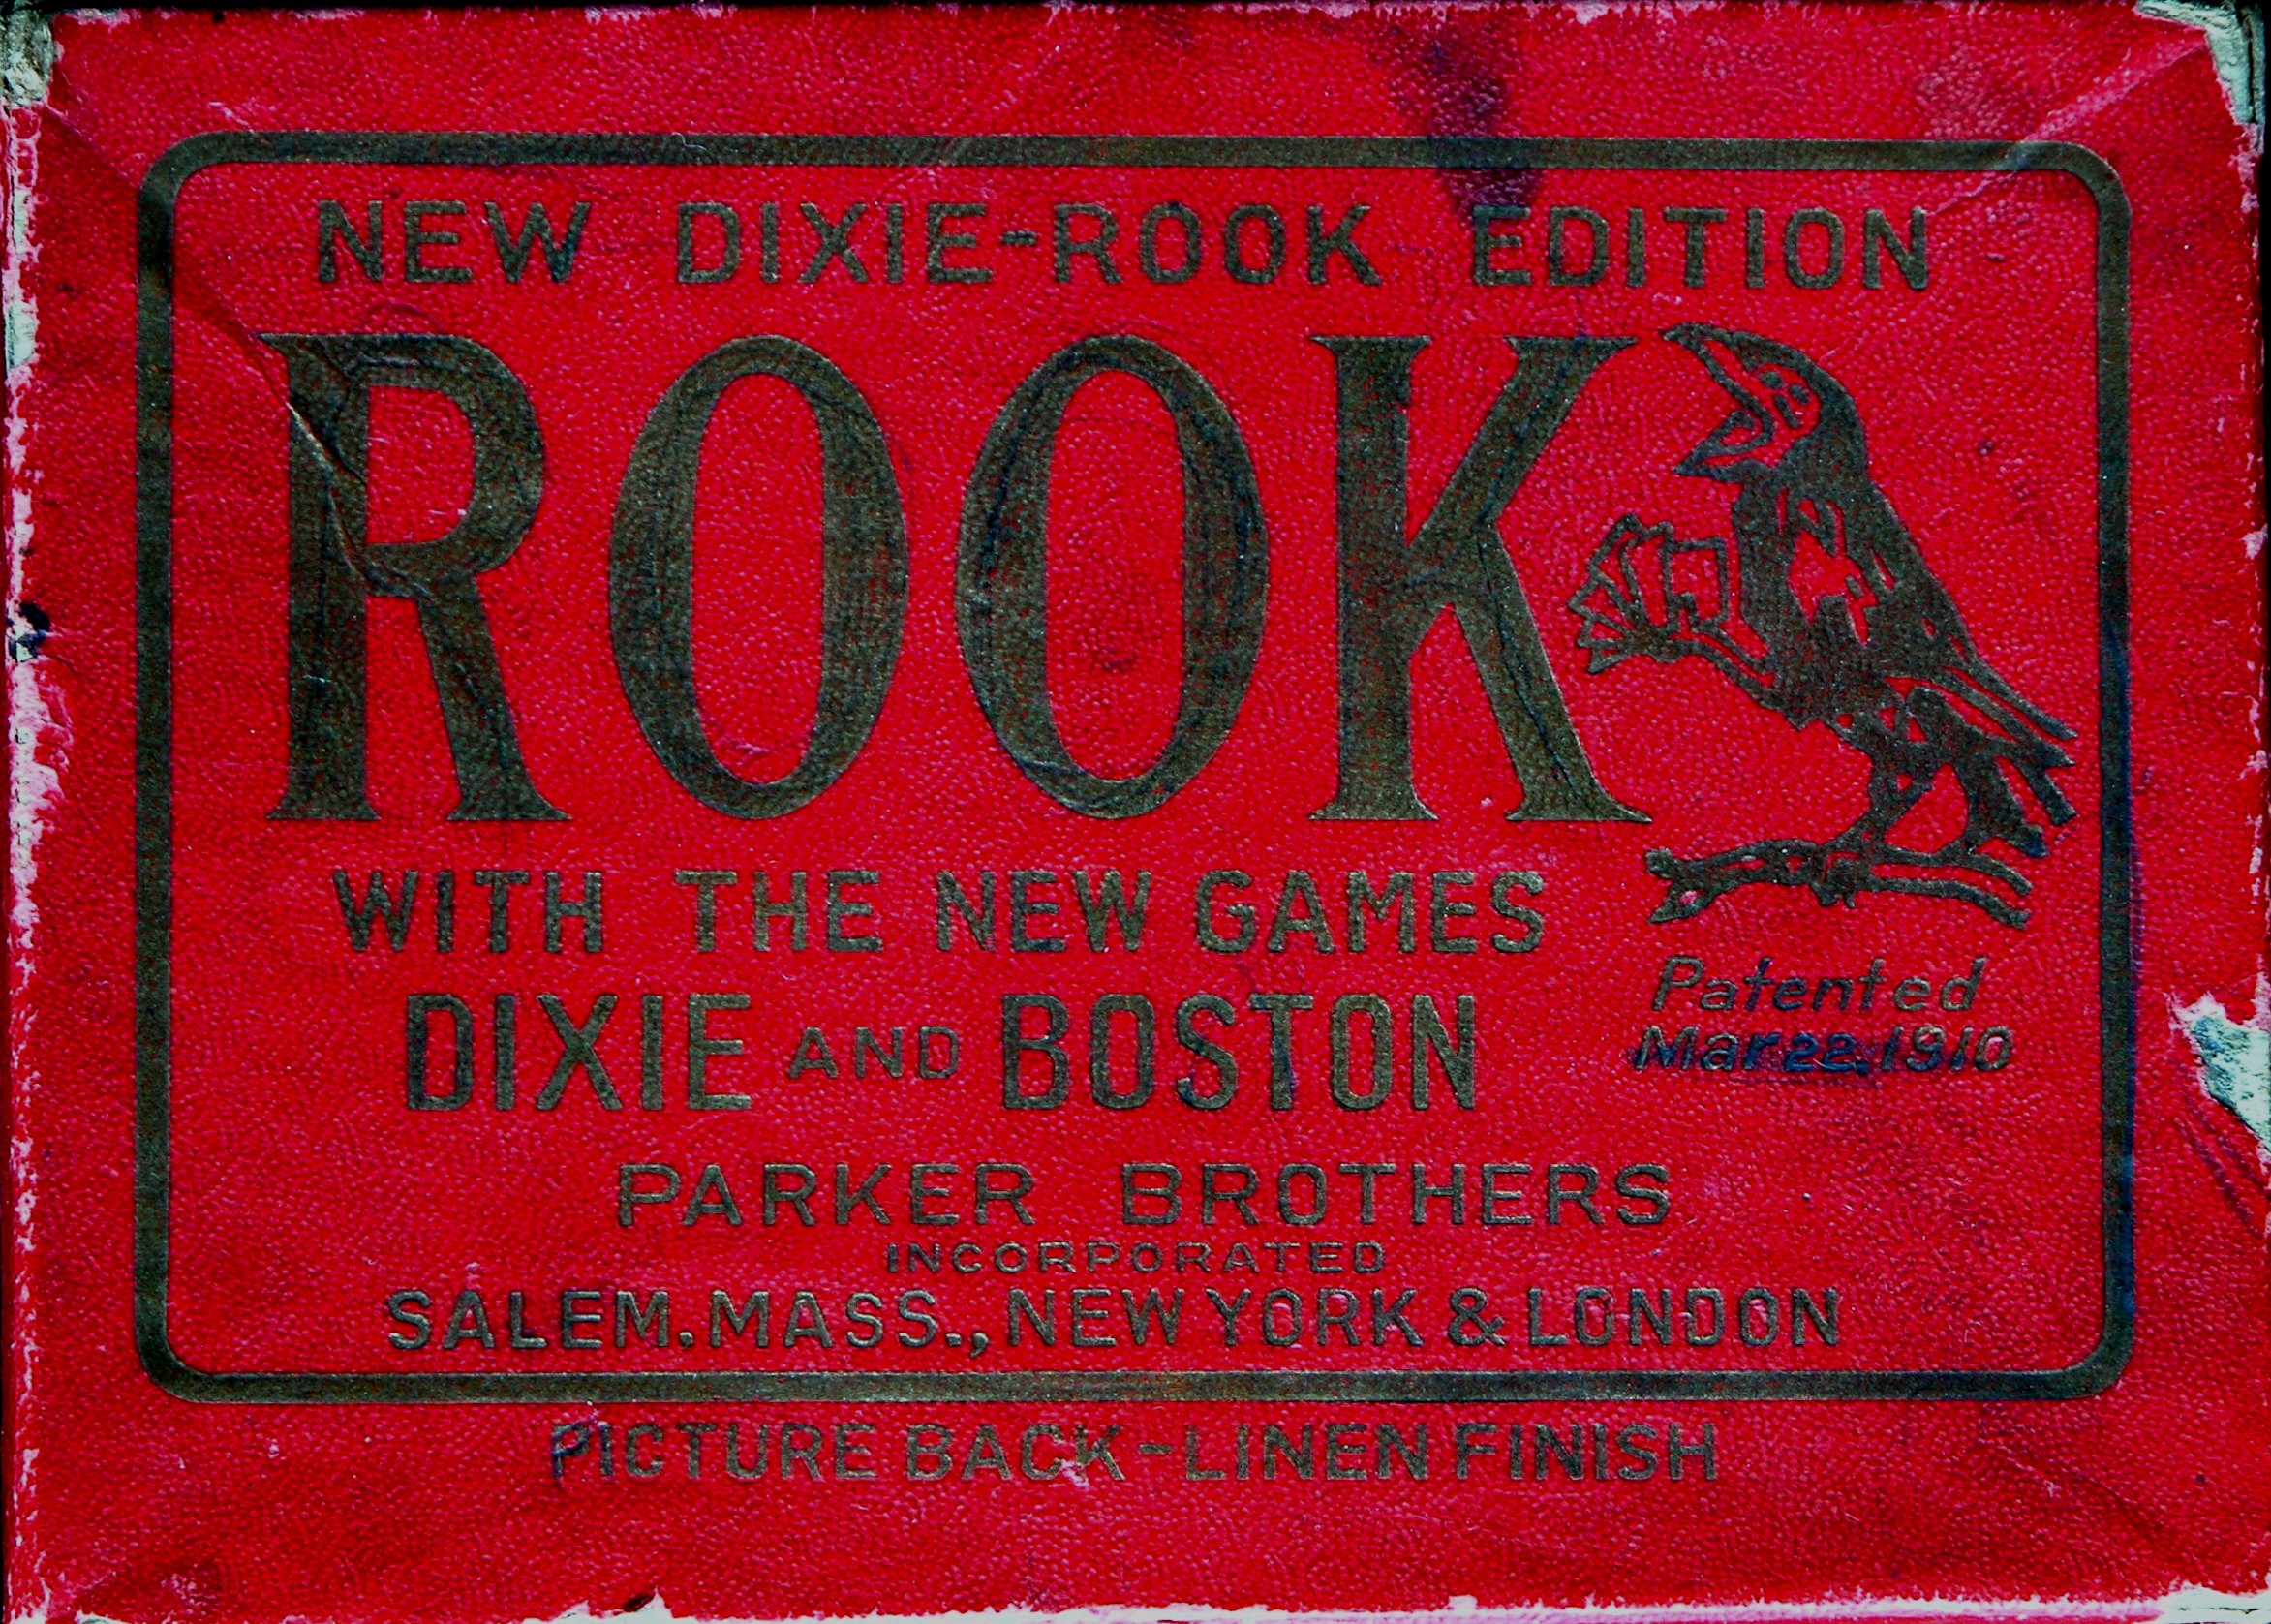 NEW DIXIE-ROOK EDITION
ROOK
WITH THE NEW GAMES
DIXIE AND BOSTON
Patented
Mar 22, 1910
PARKER BROTHERS
INCORPORATED
SALEM, MASS., NEW YORK & LONDON
PICTURE BACK-LINEN FINISH